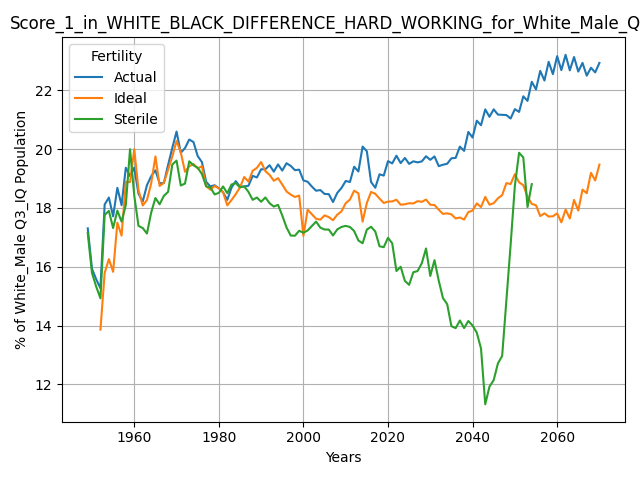 Score_1_in_WHITE_BLACK_DIFFERENCE_HARD_WORKING_for_White_Male_Q
Fertility
Actual
Ideal
Sterile
% of White_Male Q3_IQ Population
22
20
18
16
14
12
1960
1980
2000
2020
2040
2060
Years